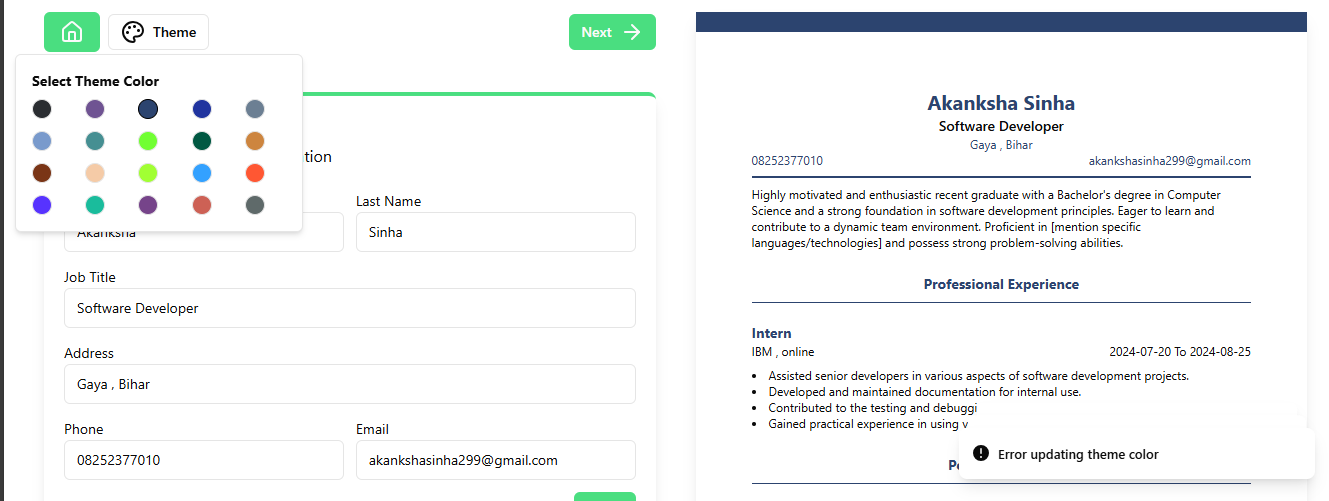 Theme
Next
Select Theme Color
tion
Last Name
Akanksha
Sinha
Job Title
Software Developer
Address
Gaya , Bihar
Phone
Email
08252377010
akankshasinha299@gmail.com
Akanksha Sinha
Software Developer
Gaya , Bihar
08252377010
akankshasinha299@gmail.com
Highly motivated and enthusiastic recent graduate with a Bachelor's degree in Computer
Science and a strong foundation in software development principles. Eager to learn and
contribute to a dynamic team environment. Proficient in [mention specific
languages/technologies] and possess strong problem-solving abilities.
Professional Experience
Intern
IBM , online
2024-07-20 To 2024-08-25
• Assisted senior developers in various aspects of software development projects.
• Developed and maintained documentation for internal use.
• Contributed to the testing and debuggi
• Gained practical experience in using v
Error updating theme color